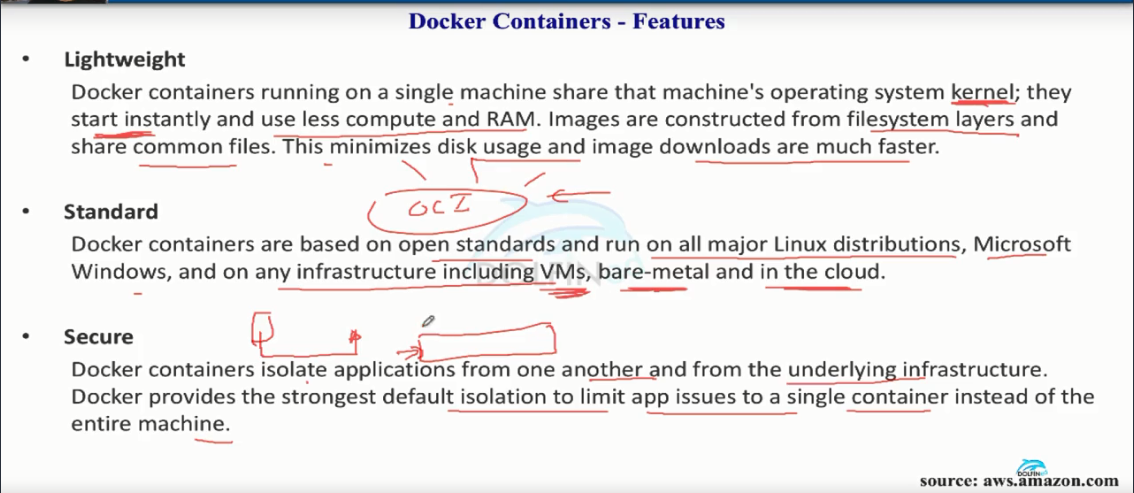 Docker Containers - Features
• Lightweight
Docker containers running on a single machine share that machine's operating system kernel; they
start instantly and use less compute and RAM. Images are constructed from filesystem layers and
share common files. This minimizes disk usage and image downloads are much faster.
OCI
• Standard
Docker containers are based on open standards and run on all major Linux distributions, Microsoft
Windows, and on any infrastructure including VMs, bare-metal and in the cloud.
DOLFINED
• Secure
Docker containers isolate applications from one another and from the underlying infrastructure.
Docker provides the strongest default isolation to limit app issues to a single container instead of the
entire machine.
DOLFINED
source: aws.amazon.com